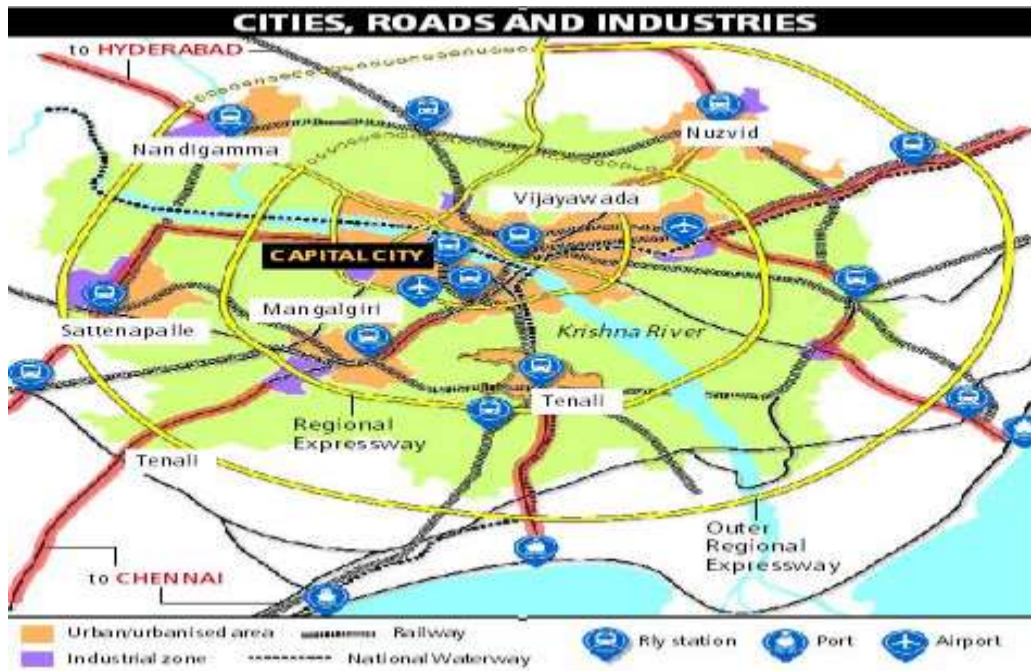 CITIES, ROADS AND INDUSTRIES
to HYDERABAD
Nandigamma
Nuzvid
Vijayawada
CAPITAL CITY
Mangalgiri
Sattenapalle
Krishna River
Tenali
Regional
Expressway
Tenali
Outer
Regional
Expressway
to CHENNAI
Urban/urbanised area
Railway
Rly station
Port
Airport
Industrial zone
National Waterway